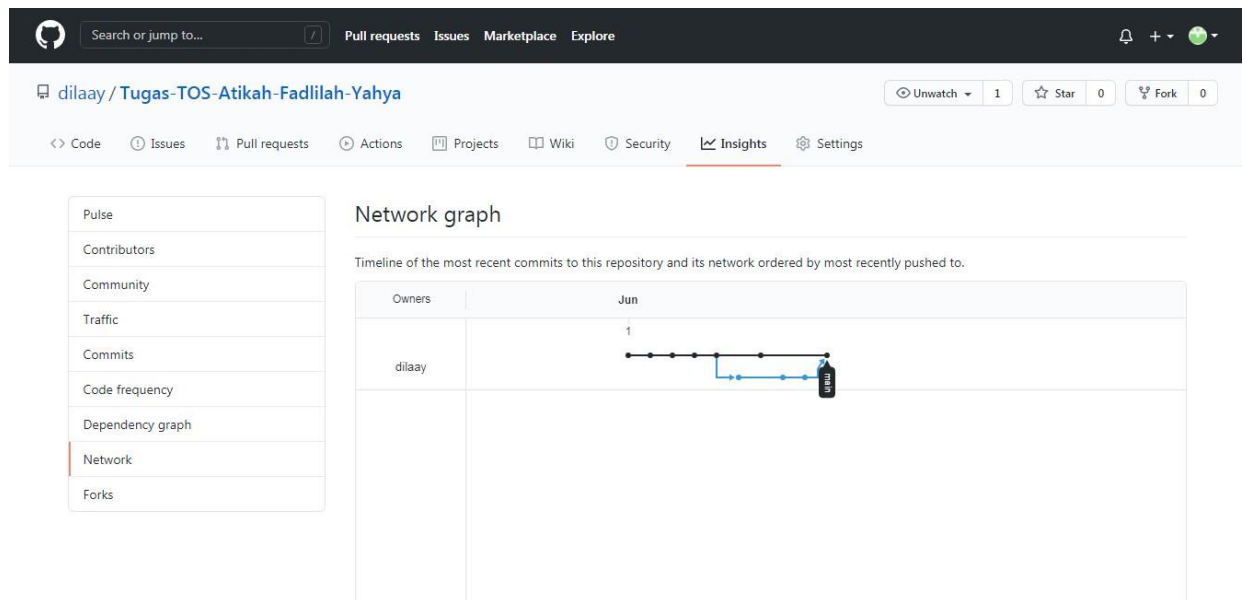 Search or jump to... /
Pull requests Issues Marketplace Explore
dilaay / Tugas-TOS-Atikah-Fadlilah-Yahya
Unwatch 1 Star 0 Fork 0
Code Issues Pull requests Actions Projects Wiki Security Insights Settings
Pulse
Contributors
Community
Traffic
Commits
Code frequency
Dependency graph
Network
Forks
Network graph
Timeline of the most recent commits to this repository and its network ordered by most recently pushed to.
Owners Jun
1
dilaay
main